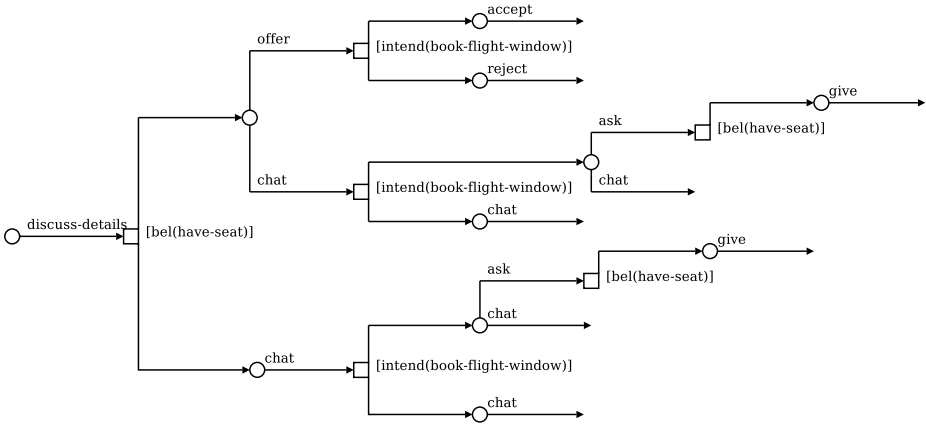 accept
offer
[intend(book-flight-window)]
reject
give
ask
[bel(have-seat)]
chat
chat
[intend(book-flight-window)]
chat
discuss-details
[bel(have-seat)]
give
ask
[bel(have-seat)]
chat
chat
[intend(book-flight-window)]
chat